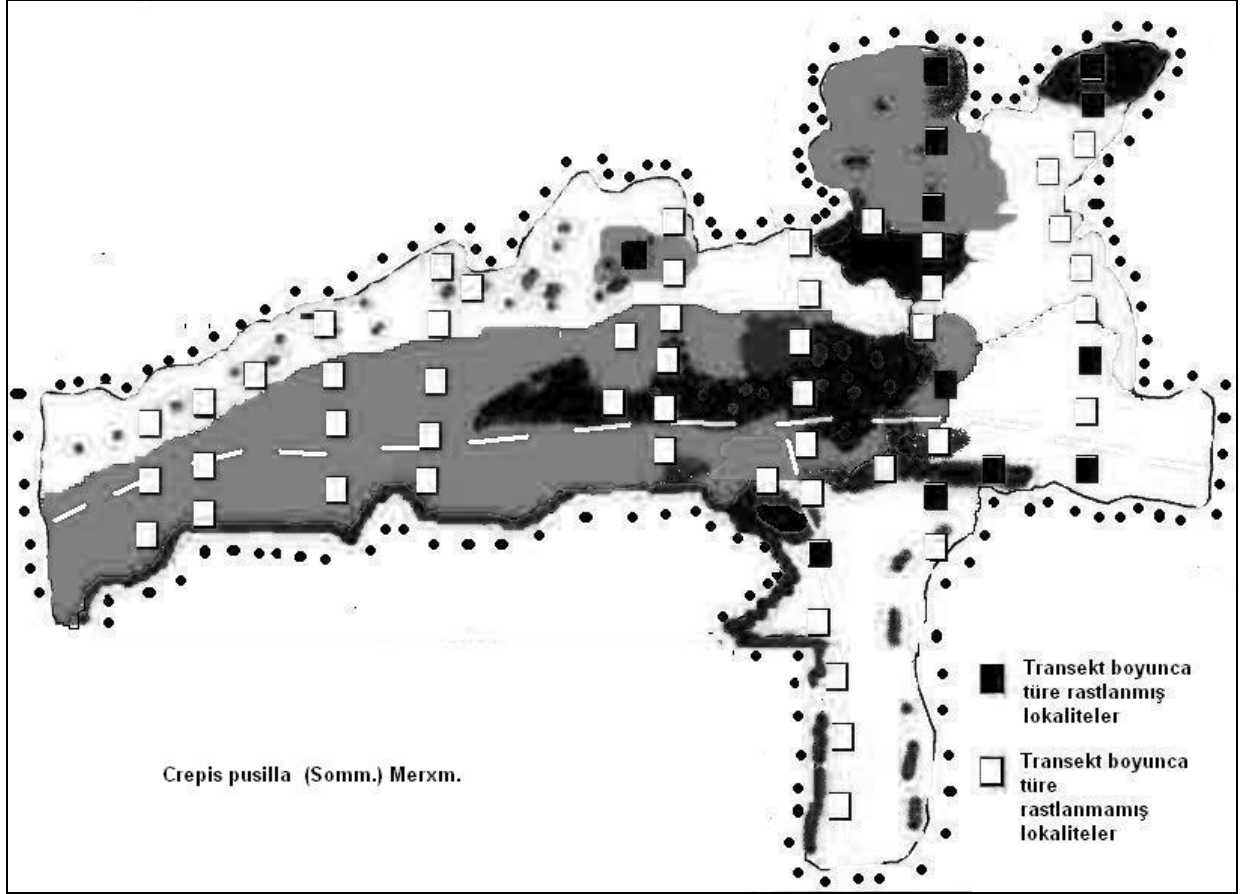 Transekt boyunca
türe rastlanmış
lokaliteler
Transekt boyunca
türe
rastlanmamış
lokaliteler
Crepis pusilla (Somm.) Merxm.